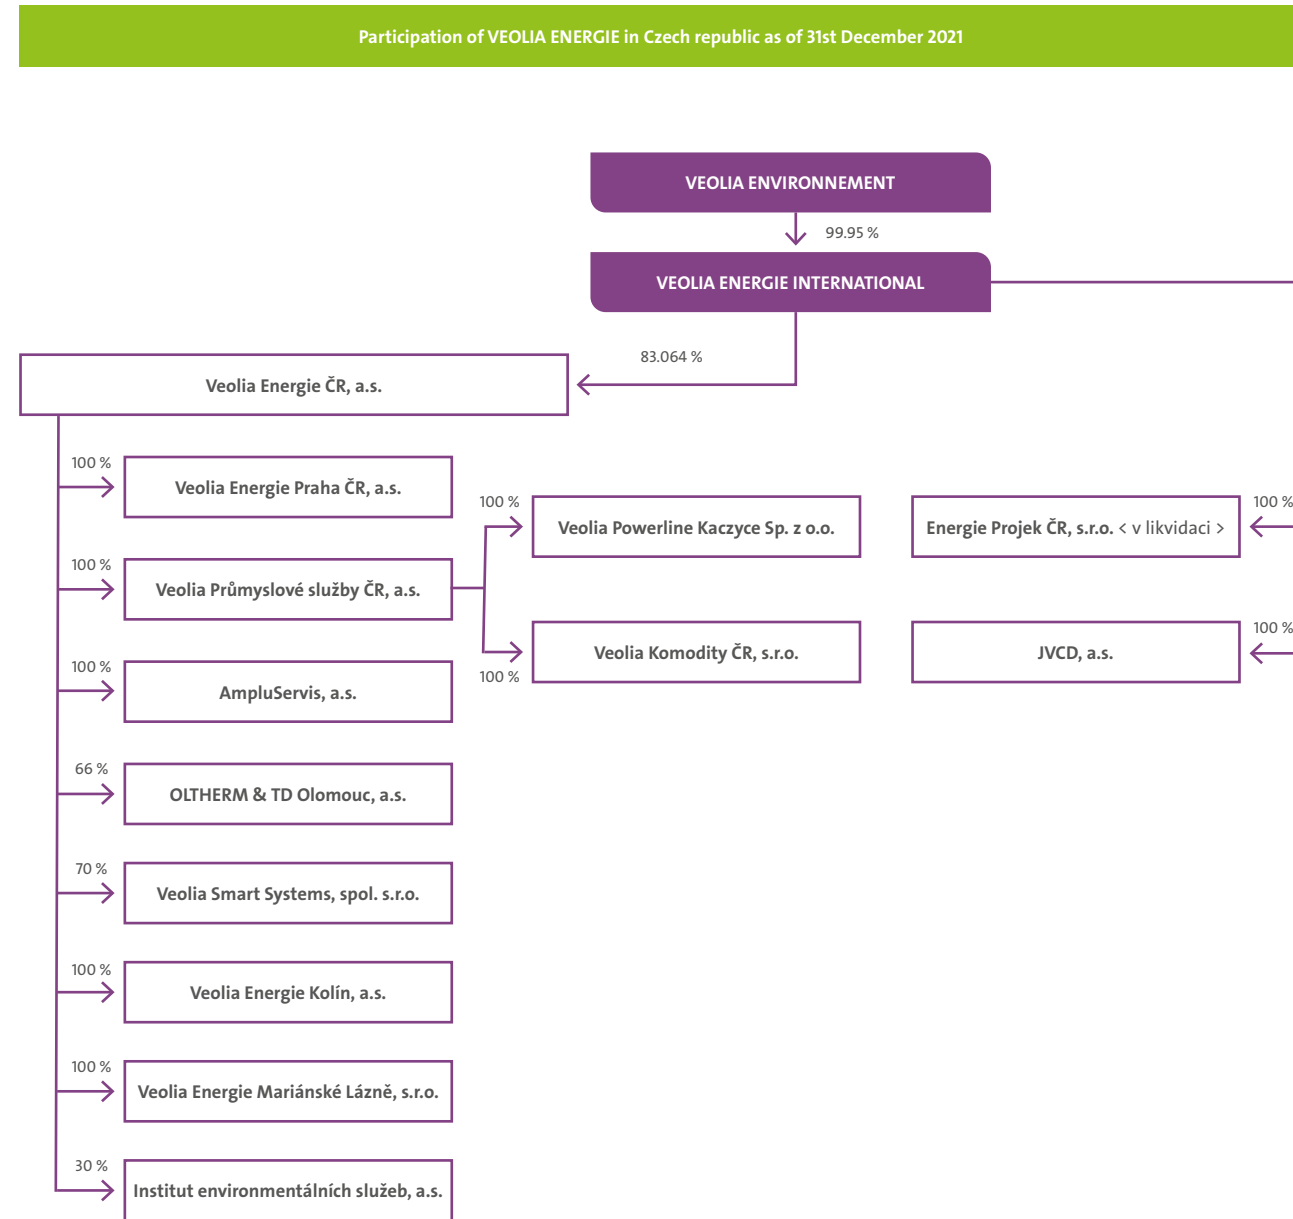 Participation of VEOLIA ENERGIE in Czech republic as of 31st December 2021
VEOLIA ENVIRONNEMENT
99.95 %
VEOLIA ENERGIE INTERNATIONAL
83.064 %
Veolia Energie ČR, a.s.
100 %
Veolia Energie Praha ČR, a.s.
100 %
Veolia Průmyslové služby ČR, a.s.
100 %
Veolia Powerline Kaczyce Sp. z o.o.
100 %
Veolia Komodity ČR, s.r.o.
100 %
Energie Projek ČR, s.r.o. < v likvidaci >
100 %
JVCD, a.s.
100 %
AmpluServis, a.s.
66 %
OLTHERM & TD Olomouc, a.s.
70 %
Veolia Smart Systems, spol. s.r.o.
100 %
Veolia Energie Kolín, a.s.
100 %
Veolia Energie Mariánské Lázně, s.r.o.
30 %
Institut environmentálních služeb, a.s.